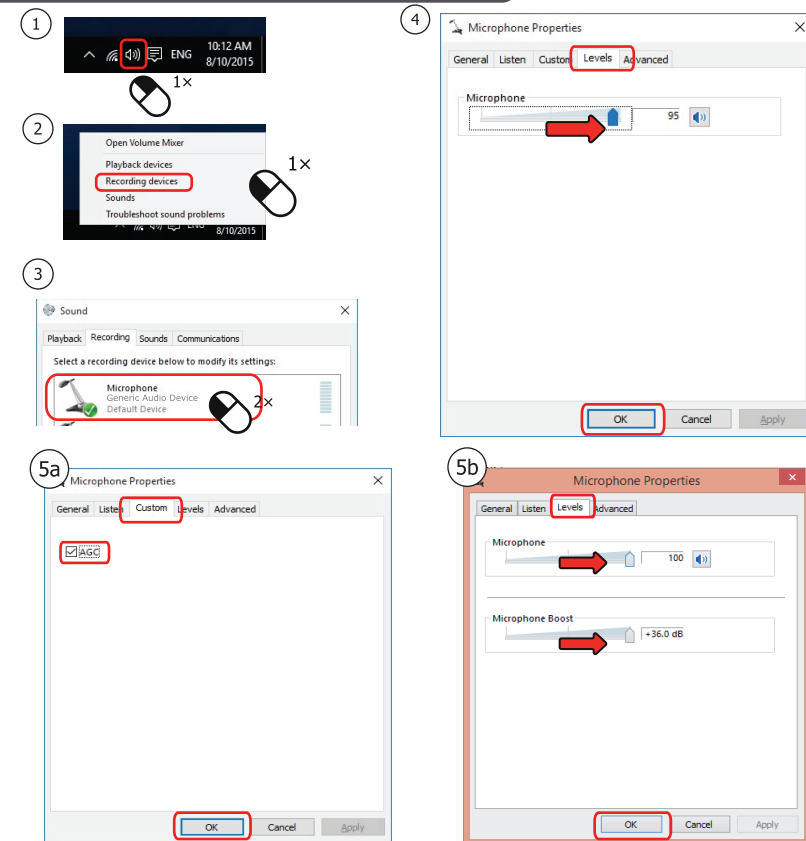 1
ENG
10:12 AM
8/10/2015
1×
2
Open Volume Mixer
Playback devices
Recording devices
Sounds
Troubleshoot sound problems
8/10/2015
1×
3
Sound
Playback Recording Sounds Communications
Select a recording device below to modify its settings:
Microphone
Generic Audio Device
Default Device
2×
4
Microphone Properties
General Listen Custom Levels Advanced
Microphone
95
OK Cancel Apply
5a
Microphone Properties
General Listen Custom Levels Advanced
AGC
OK Cancel Apply
5b
Microphone Properties
General Listen Levels Advanced
Microphone
100
Microphone Boost
+36.0 dB
OK Cancel Apply